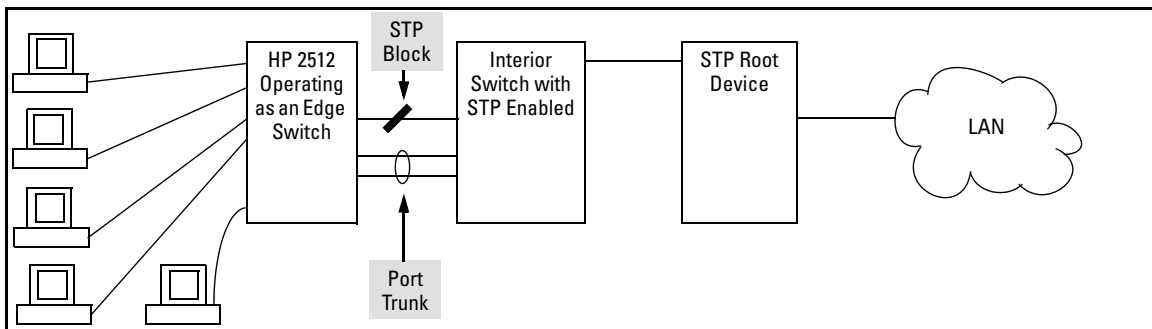 STP
Block
HP 2512
Operating
as an Edge
Switch
Interior
Switch with
STP Enabled
STP Root
Device
LAN
Port
Trunk